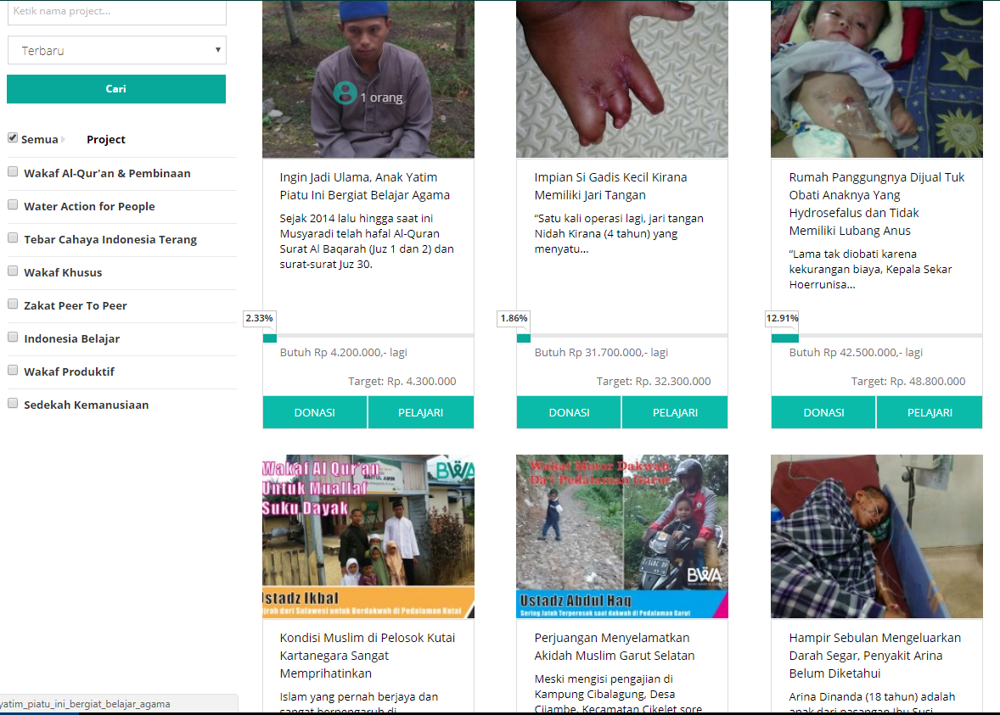 Ketik nama project...
Terbaru
Cari
Semua
Project
Wakaf Al-Qur'an & Pembinaan
Water Action for People
Tebar Cahaya Indonesia Terang
Wakaf Khusus
Zakat Peer To Peer
Indonesia Belajar
Wakaf Produktif
Sedekah Kemanusiaan
1 orang
Ingin Jadi Ulama, Anak Yatim
Piatu Ini Bergiat Belajar Agama
Sejak 2014 lalu hingga saat ini
Musyaradi telah hafal Al-Quran
Surat Al Baqarah (Juz 1 dan 2) dan
surat-surat Juz 30.
2.33%
Butuh Rp 4.200.000,- lagi
Target: Rp. 4.300.000
DONASI
PELAJARI
Impian Si Gadis Kecil Kirana
Memiliki Jari Tangan
“Satu kali operasi lagi, jari tangan
Nidah Kirana (4 tahun) yang
menyatu...
1.86%
Butuh Rp 31.700.000,- lagi
Target: Rp. 32.300.000
DONASI
PELAJARI
Rumah Panggungnya Dijual Tuk
Obati Anaknya Yang
Hydrosefalus dan Tidak
Memiliki Lubang Anus
“Lama tak diobati karena
kekurangan biaya, Kepala Sekar
Hoerrunisa...
12.91%
Butuh Rp 42.500.000,- lagi
Target: Rp. 48.800.000
DONASI
PELAJARI
Wakaf Al Qur'an
Untuk Muallaf
Suku Dayak
BWA
BAITUL AMIN
Ustadz Ikbal
Hijrah dari Sulawesi untuk Berdakwah di Pedalaman Kutai
Kondisi Muslim di Pelosok Kutai
Kartanegara Sangat
Memprihatinkan
Islam yang pernah berjaya dan
sangat berpengaruh di
Wakaf Motor Dakwah
Da'i Pedalaman Garut
BWA
Ustadz Abdul Haq
Sering Jatuh Terperosok saat dakwah di Pedalaman Garut
Perjuangan Menyelamatkan
Akidah Muslim Garut Selatan
Meski mengisi pengajian di
Kampung Cibalagung, Desa
Cijambe, Kecamatan Cikelet sore
Hampir Sebulan Mengeluarkan
Darah Segar, Penyakit Arina
Belum Diketahui
Arina Dinanda (18 tahun) adalah
anak dari pasangan Ibu Susi
yatim_piatu_ini_bergiat_belajar_agama